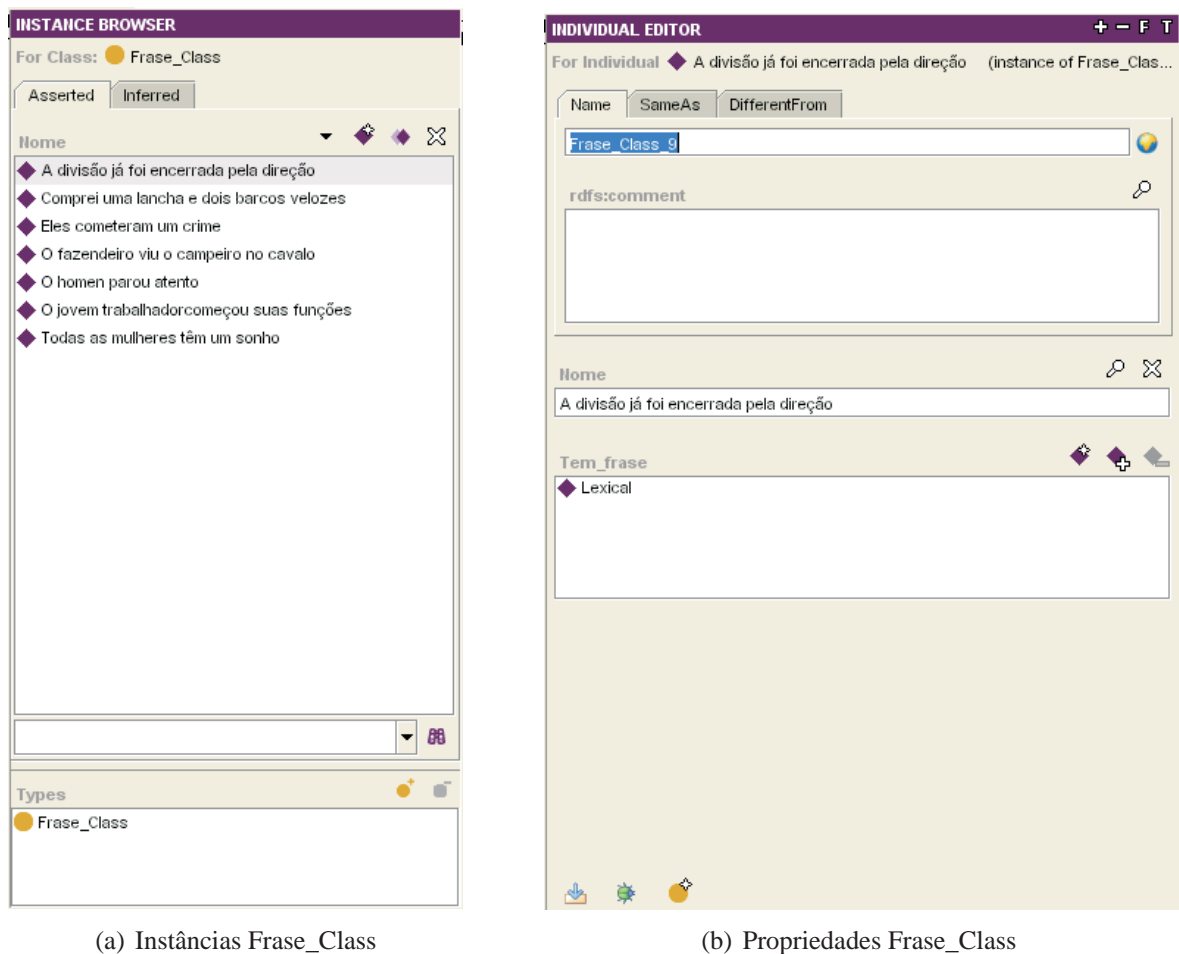 INSTANCE BROWSER
For Class: Frase_Class
Asserted Inferred
Nome
A divisão já foi encerrada pela direção
Comprei uma lancha e dois barcos velozes
Eles cometeram um crime
O fazendeiro viu o campeiro no cavalo
O homen parou atento
O jovem trabalhadorcomeçou suas funções
Todas as mulheres têm um sonho
Types
Frase_Class
(a) Instâncias Frase_Class
INDIVIDUAL EDITOR + − F T
For Individual A divisão já foi encerrada pela direção (instance of Frase_Clas...
Name SameAs DifferentFrom
Frase_Class_9
rdfs:comment
Nome
A divisão já foi encerrada pela direção
Tem_frase
Lexical
(b) Propriedades Frase_Class